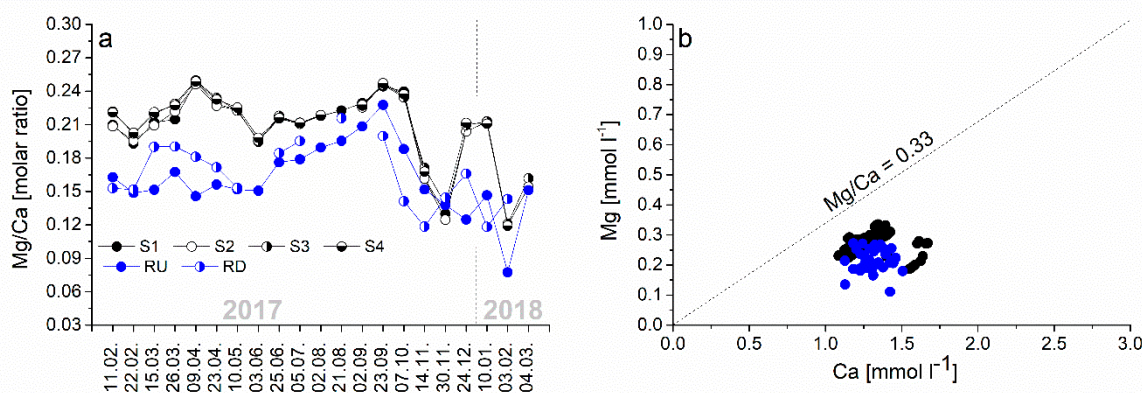 a
Mg/Ca [molar ratio]
0.30
0.27
0.24
0.21
0.18
0.15
0.12
0.09
0.06
0.03
S1 S2 S3 S4
RU RD
2017 2018
11.02. 22.02. 15.03. 26.03. 09.04. 23.04. 10.05. 03.06. 25.06. 05.07. 02.08. 21.08. 02.09. 23.09. 07.10. 14.11. 30.11. 24.12. 10.01. 03.02. 04.03.
b
Mg [mmol l⁻¹]
1.0
0.9
0.8
0.7
0.6
0.5
0.4
0.3
0.2
0.1
0.0
Mg/Ca = 0.33
0.0 0.5 1.0 1.5 2.0 2.5 3.0
Ca [mmol l⁻¹]